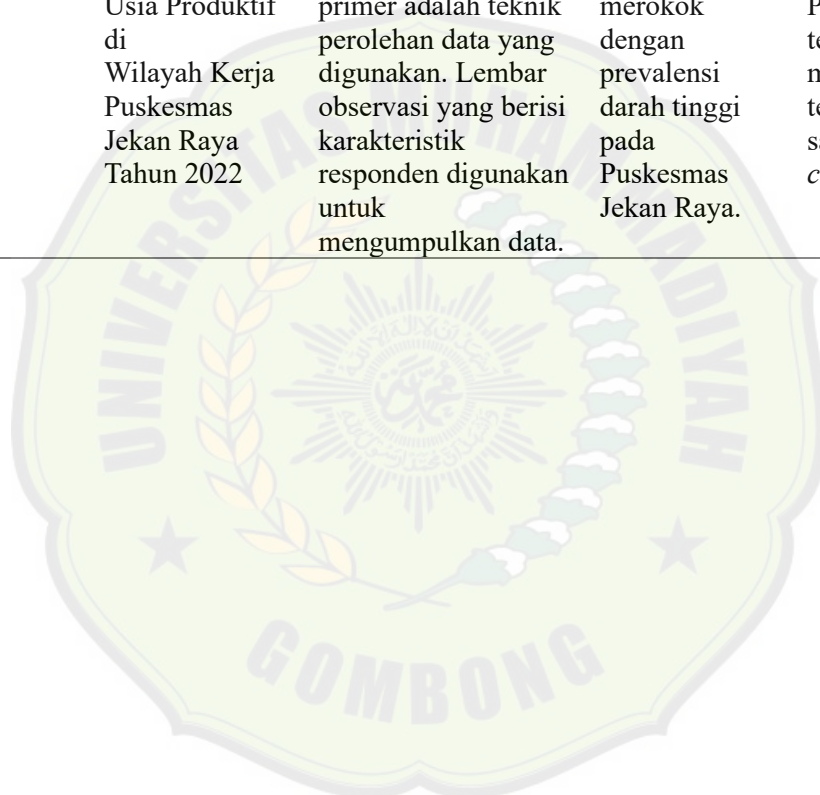 Usia Produktif
di
Wilayah Kerja
Puskesmas
Jekan Raya
Tahun 2022
primer adalah teknik
perolehan data yang
digunakan. Lembar
observasi yang berisi
karakteristik
responden digunakan
untuk
mengumpulkan data.
merokok
dengan
prevalensi
darah tinggi
pada
Puskesmas
Jekan Raya.
UNIVERSITAS MUHAMMADIYAH
GOMBONG